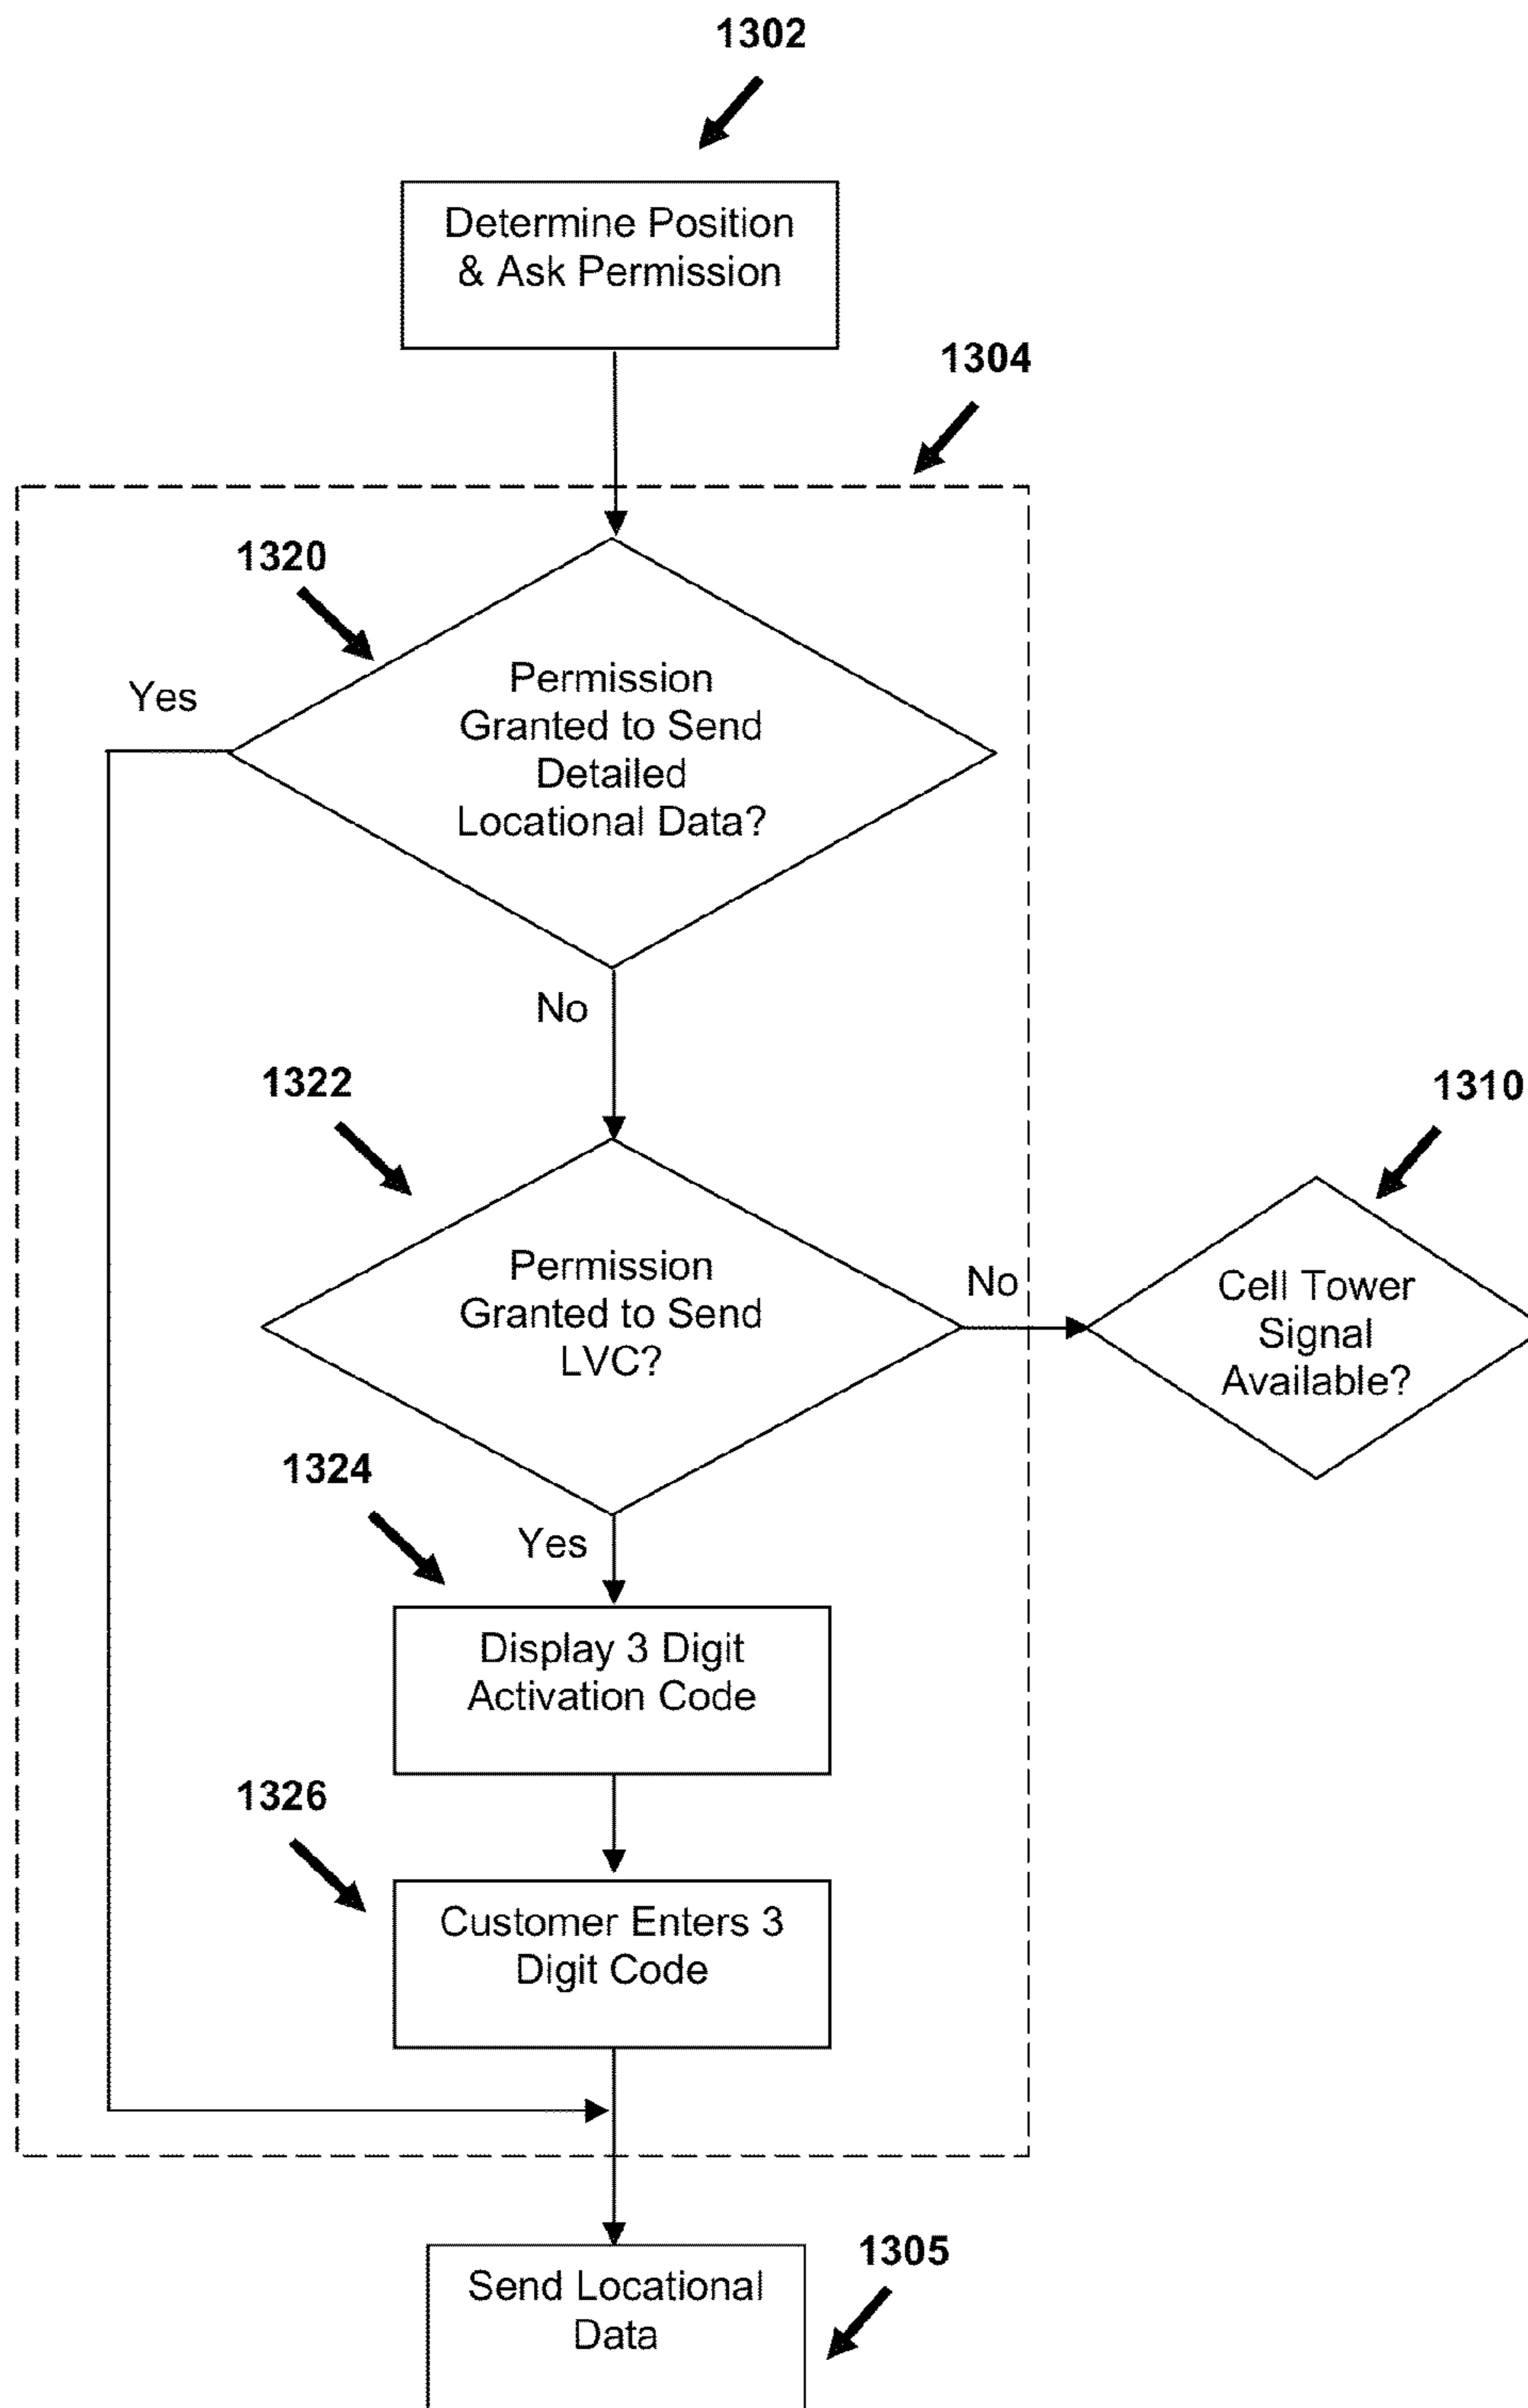 1302
Determine Position
& Ask Permission
1304
1320
Yes
Permission
Granted to Send
Detailed
Locational Data?
No
1322
1310
Permission
Granted to Send
LVC?
No
Cell Tower
Signal
Available?
1324
Yes
Display 3 Digit
Activation Code
1326
Customer Enters 3
Digit Code
1305
Send Locational
Data